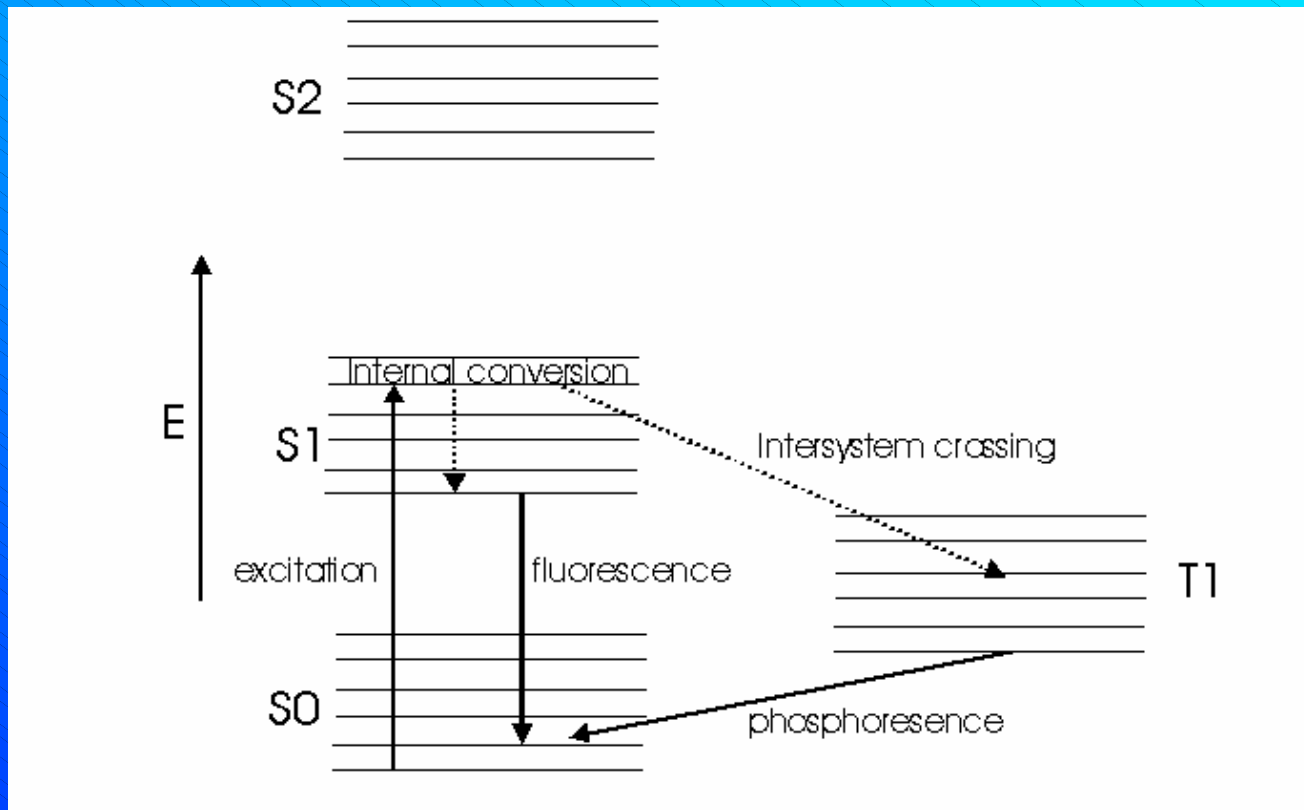 S2
Internal conversion
E
S1
Intersystem crossing
excitation
fluorescence
T1
S0
phosphoresence